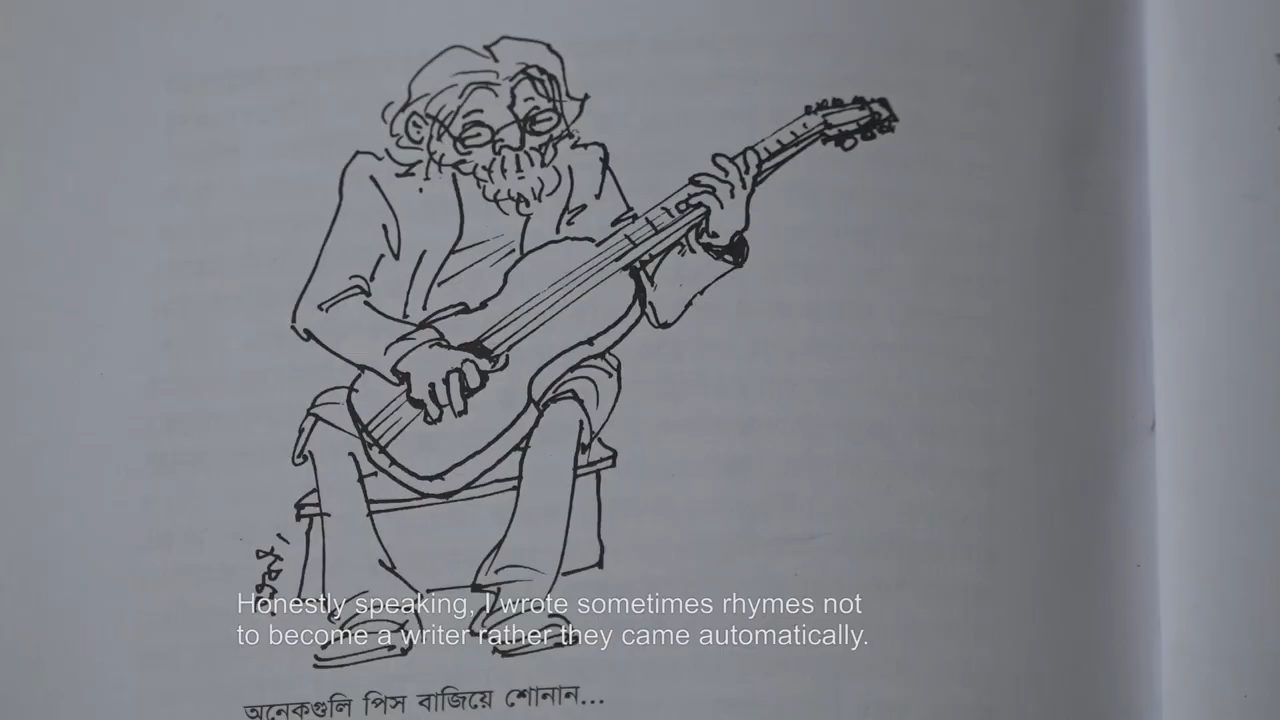 Honestly speaking, I wrote sometimes rhymes not
to become a writer rather they came automatically.
অনেকগুলি পিস বাজিয়ে শোনান...